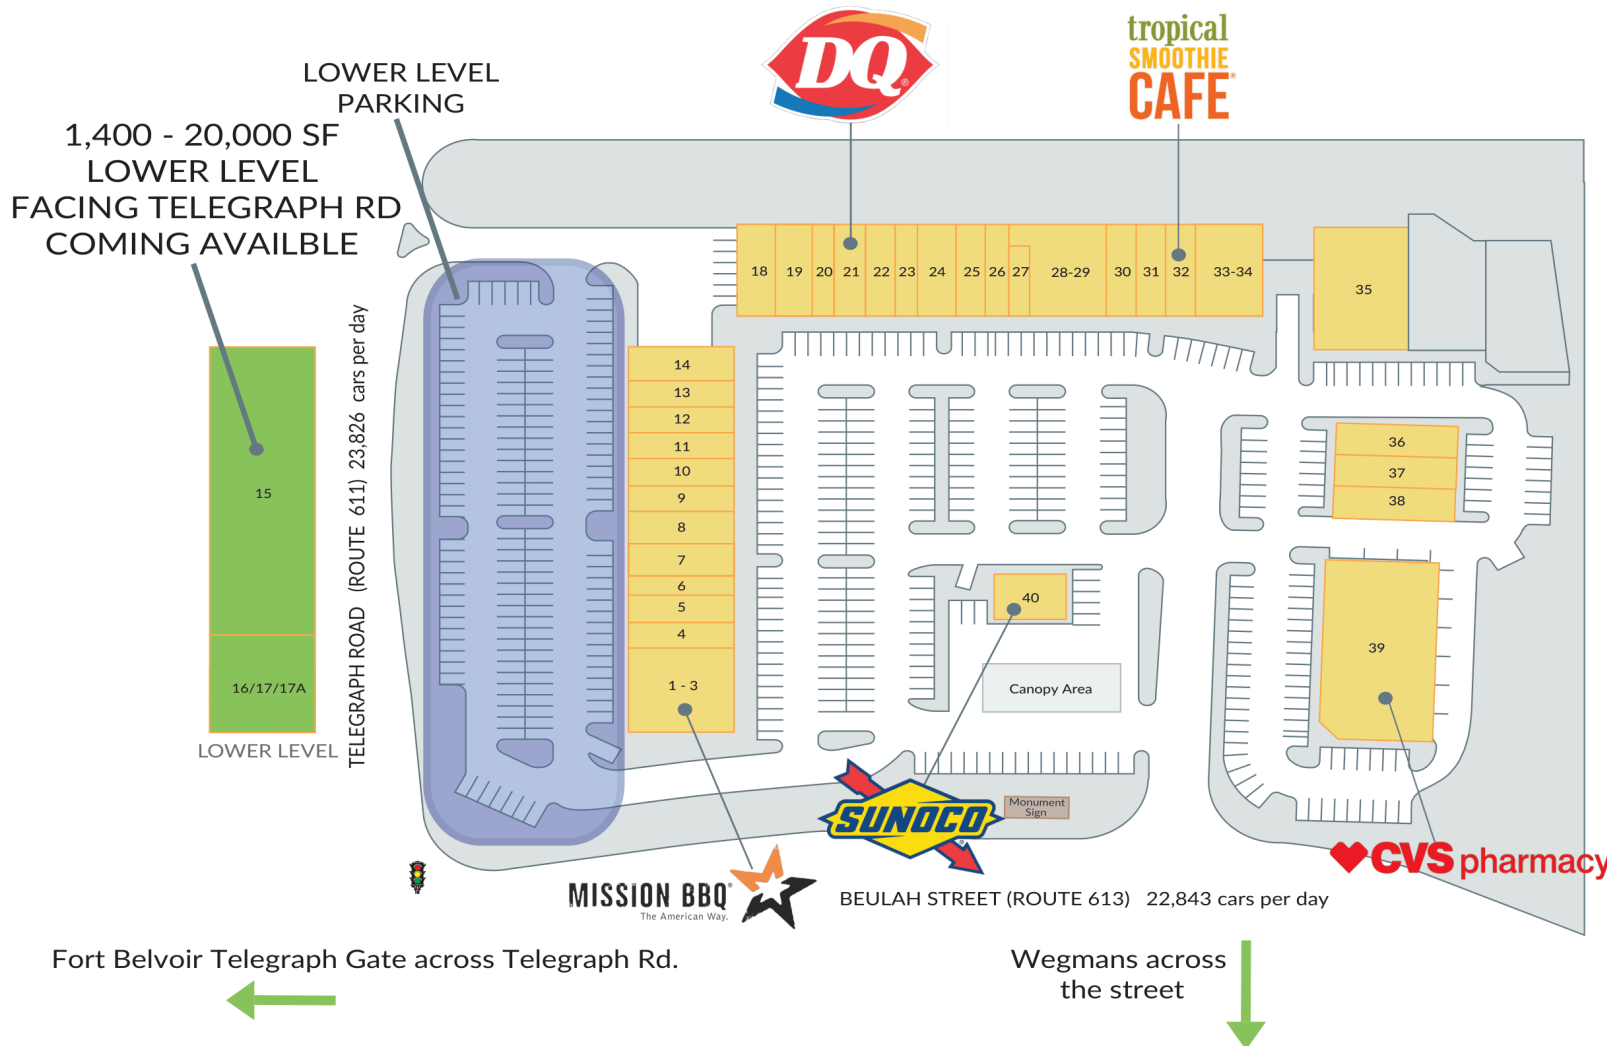 DQ®
tropical
SMOOTHIE
CAFE®
LOWER LEVEL
PARKING
1,400 - 20,000 SF
LOWER LEVEL
FACING TELEGRAPH RD
COMING AVAILBLE
18
19
20
21
22
23
24
25
26
27
28-29
30
31
32
33-34
35
14
13
12
11
10
9
8
7
6
5
4
1 - 3
15
16/17/17A
LOWER LEVEL
TELEGRAPH ROAD (ROUTE 611) 23,826 cars per day
36
37
38
39
40
Canopy Area
Monument
Sign
SUNOCO®
CVS pharmacy
MISSION BBQ®
The American Way.
BEULAH STREET (ROUTE 613) 22,843 cars per day
Fort Belvoir Telegraph Gate across Telegraph Rd.
Wegmans across
the street